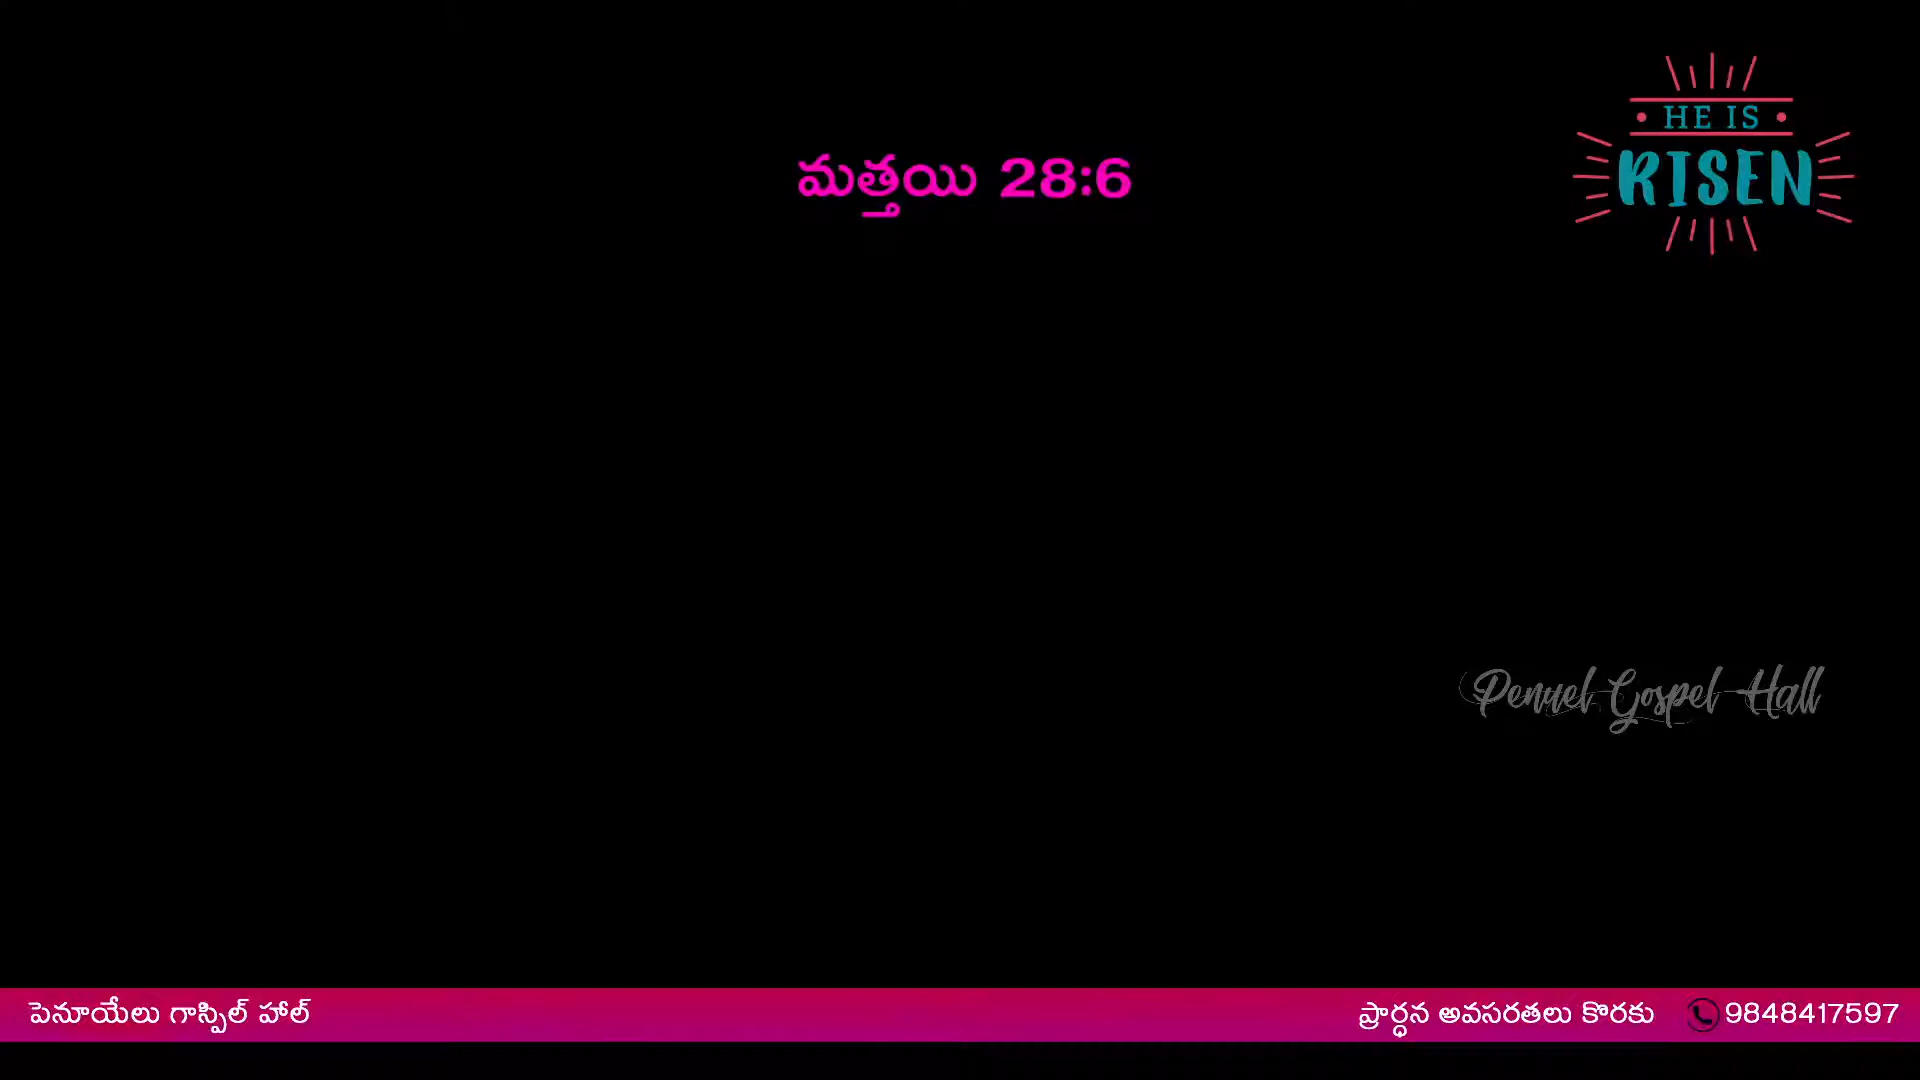 HE IS
RISEN
మత్తయి 28:6
Penuel Gospel Hall
పెనూయేలు గాస్పిల్ హాల్
ప్రార్ధన అవసరతలు కొరకు 9848417597